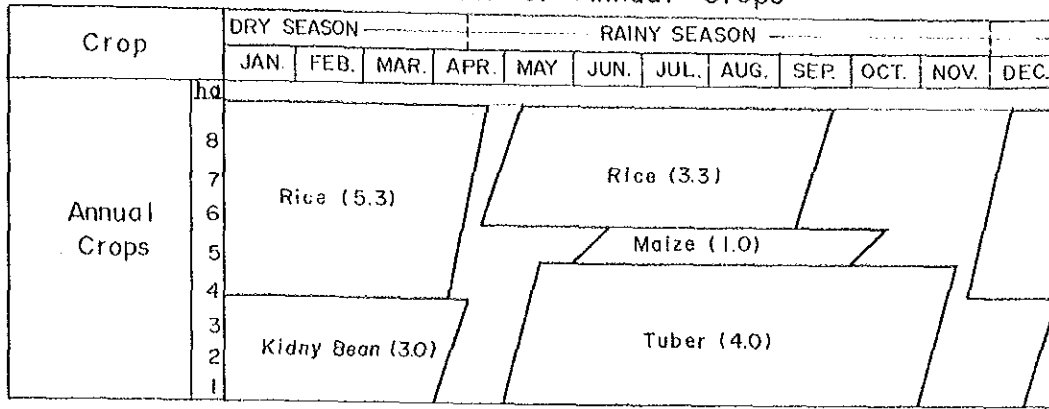 Annual Crops
Crop
DRY SEASON
RAINY SEASON
JAN. FEB. MAR. APR. MAY JUN. JUL. AUG. SEP. OCT. NOV. DEC.
ha
8
7
6
5
4
3
2
1
Annual
Crops
Rice (5.3)
Rice (3.3)
Maize (1.0)
Kidny Bean (3.0)
Tuber (4.0)